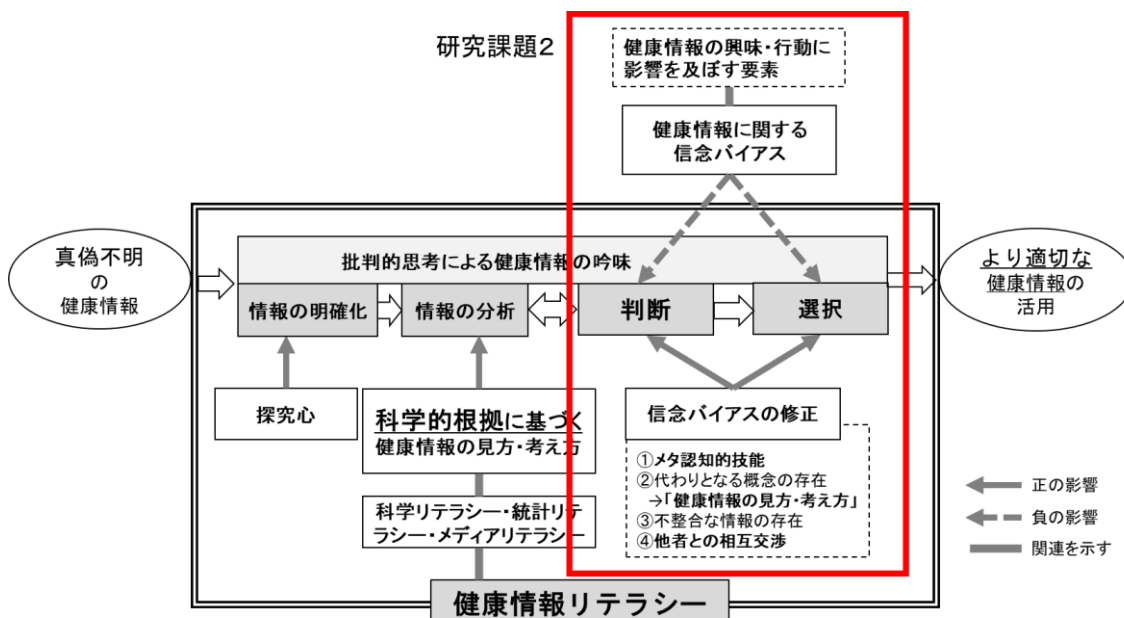 研究課題2
健康情報の興味・行動に
影響を及ぼす要素
健康情報に関する
信念バイアス
真偽不明
の
健康情報
批判的思考による健康情報の吟味
情報の明確化
情報の分析
判断
選択
より適切な
健康情報の
活用
探究心
科学的根拠に基づく
健康情報の見方・考え方
科学リテラシー・統計リテ
ラシー・メディアリテラシー
信念バイアスの修正
①メタ認知的技能
②代わりとなる概念の存在
→「健康情報の見方・考え方」
③不整合な情報の存在
④他者との相互交渉
正の影響
負の影響
関連を示す
健康情報リテラシー